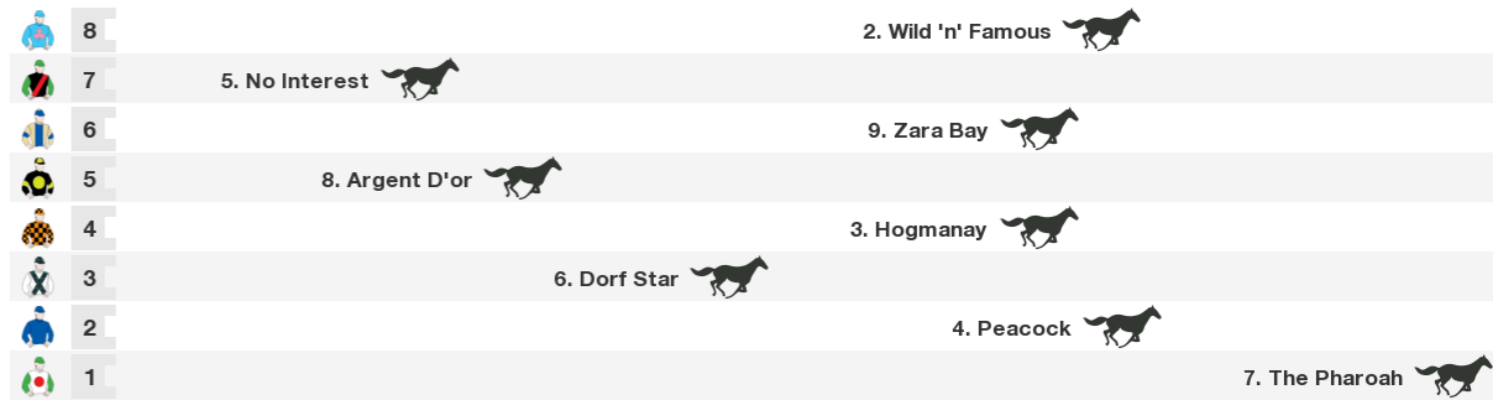 8 2. Wild 'n' Famous
7 5. No Interest
6 9. Zara Bay
5 8. Argent D'or
4 3. Hogmanay
3 6. Dorf Star
2 4. Peacock
1 7. The Pharoah